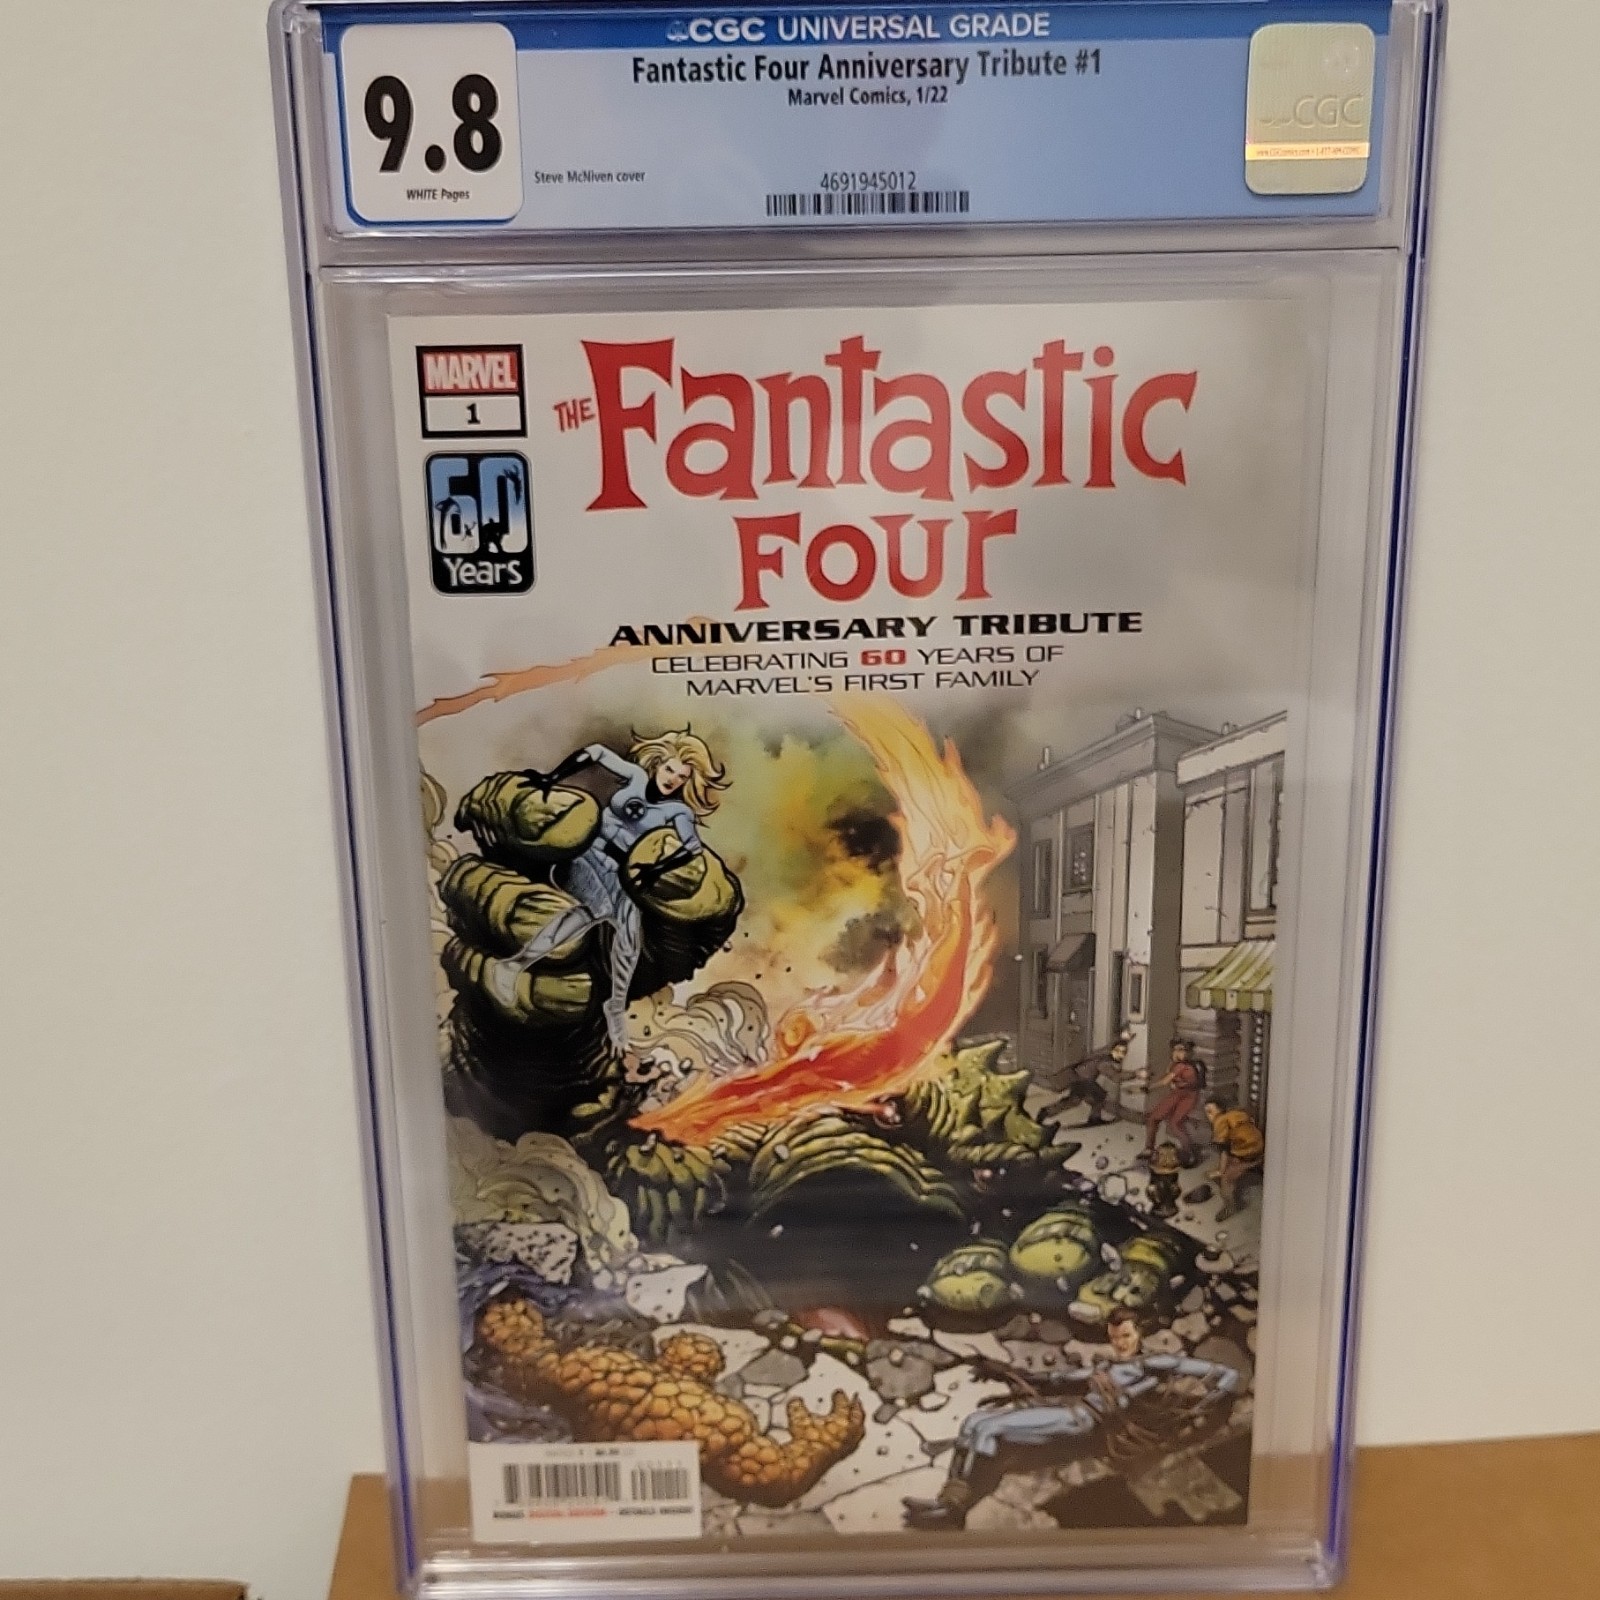 CGC UNIVERSAL GRADE
9.8
WHITE Pages
Fantastic Four Anniversary Tribute #1
Marvel Comics, 1/22
Steve McNiven cover
4691945012
CGC
MARVEL
1
60
Years
THE Fantastic
Four
ANNIVERSARY TRIBUTE
CELEBRATING 60 YEARS OF
MARVEL'S FIRST FAMILY